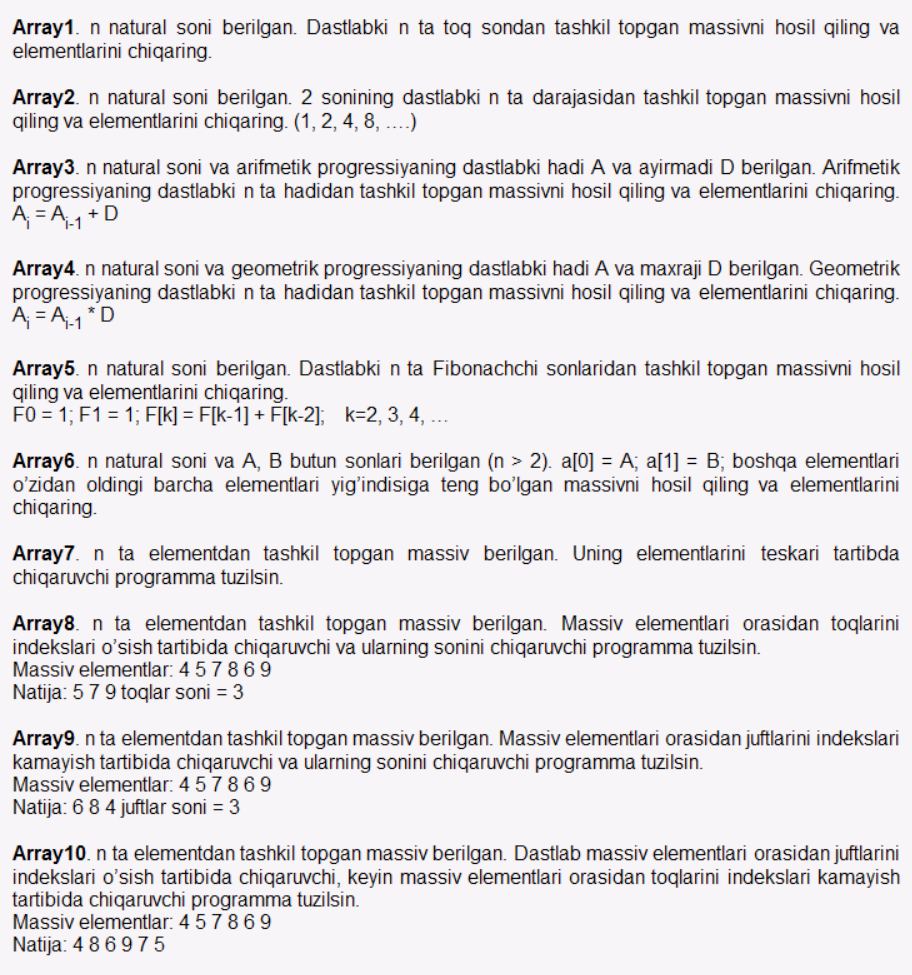 Array1. n natural soni berilgan. Dastlabki n ta toq sondan tashkil topgan massivni hosil qiling va
elementlarini chiqaring.
Array2. n natural soni berilgan. 2 sonining dastlabki n ta darajasidan tashkil topgan massivni hosil
qiling va elementlarini chiqaring. (1, 2, 4, 8, ….)
Array3. n natural soni va arifmetik progressiyaning dastlabki hadi A va ayirmadi D berilgan. Arifmetik
progressiyaning dastlabki n ta hadidan tashkil topgan massivni hosil qiling va elementlarini chiqaring.
Ai = Ai-1 + D
Array4. n natural soni va geometrik progressiyaning dastlabki hadi A va maxraji D berilgan. Geometrik
progressiyaning dastlabki n ta hadidan tashkil topgan massivni hosil qiling va elementlarini chiqaring.
Ai = Ai-1 * D
Array5. n natural soni berilgan. Dastlabki n ta Fibonachchi sonlaridan tashkil topgan massivni hosil
qiling va elementlarini chiqaring.
F0 = 1; F1 = 1; F[k] = F[k-1] + F[k-2]; k=2, 3, 4, …
Array6. n natural soni va A, B butun sonlari berilgan (n > 2). a[0] = A; a[1] = B; boshqa elementlari
o’zidan oldingi barcha elementlari yig’indisiga teng bo’lgan massivni hosil qiling va elementlarini
chiqaring.
Array7. n ta elementdan tashkil topgan massiv berilgan. Uning elementlarini teskari tartibda
chiqaruvchi programma tuzilsin.
Array8. n ta elementdan tashkil topgan massiv berilgan. Massiv elementlari orasidan toqlarini
indekslari o’sish tartibida chiqaruvchi va ularning sonini chiqaruvchi programma tuzilsin.
Massiv elementlar: 4 5 7 8 6 9
Natija: 5 7 9 toqlar soni = 3
Array9. n ta elementdan tashkil topgan massiv berilgan. Massiv elementlari orasidan juftlarini indekslari
kamayish tartibida chiqaruvchi va ularning sonini chiqaruvchi programma tuzilsin.
Massiv elementlar: 4 5 7 8 6 9
Natija: 6 8 4 juftlar soni = 3
Array10. n ta elementdan tashkil topgan massiv berilgan. Dastlab massiv elementlari orasidan juftlarini
indekslari o’sish tartibida chiqaruvchi, keyin massiv elementlari orasidan toqlarini indekslari kamayish
tartibida chiqaruvchi programma tuzilsin.
Massiv elementlar: 4 5 7 8 6 9
Natija: 4 8 6 9 7 5